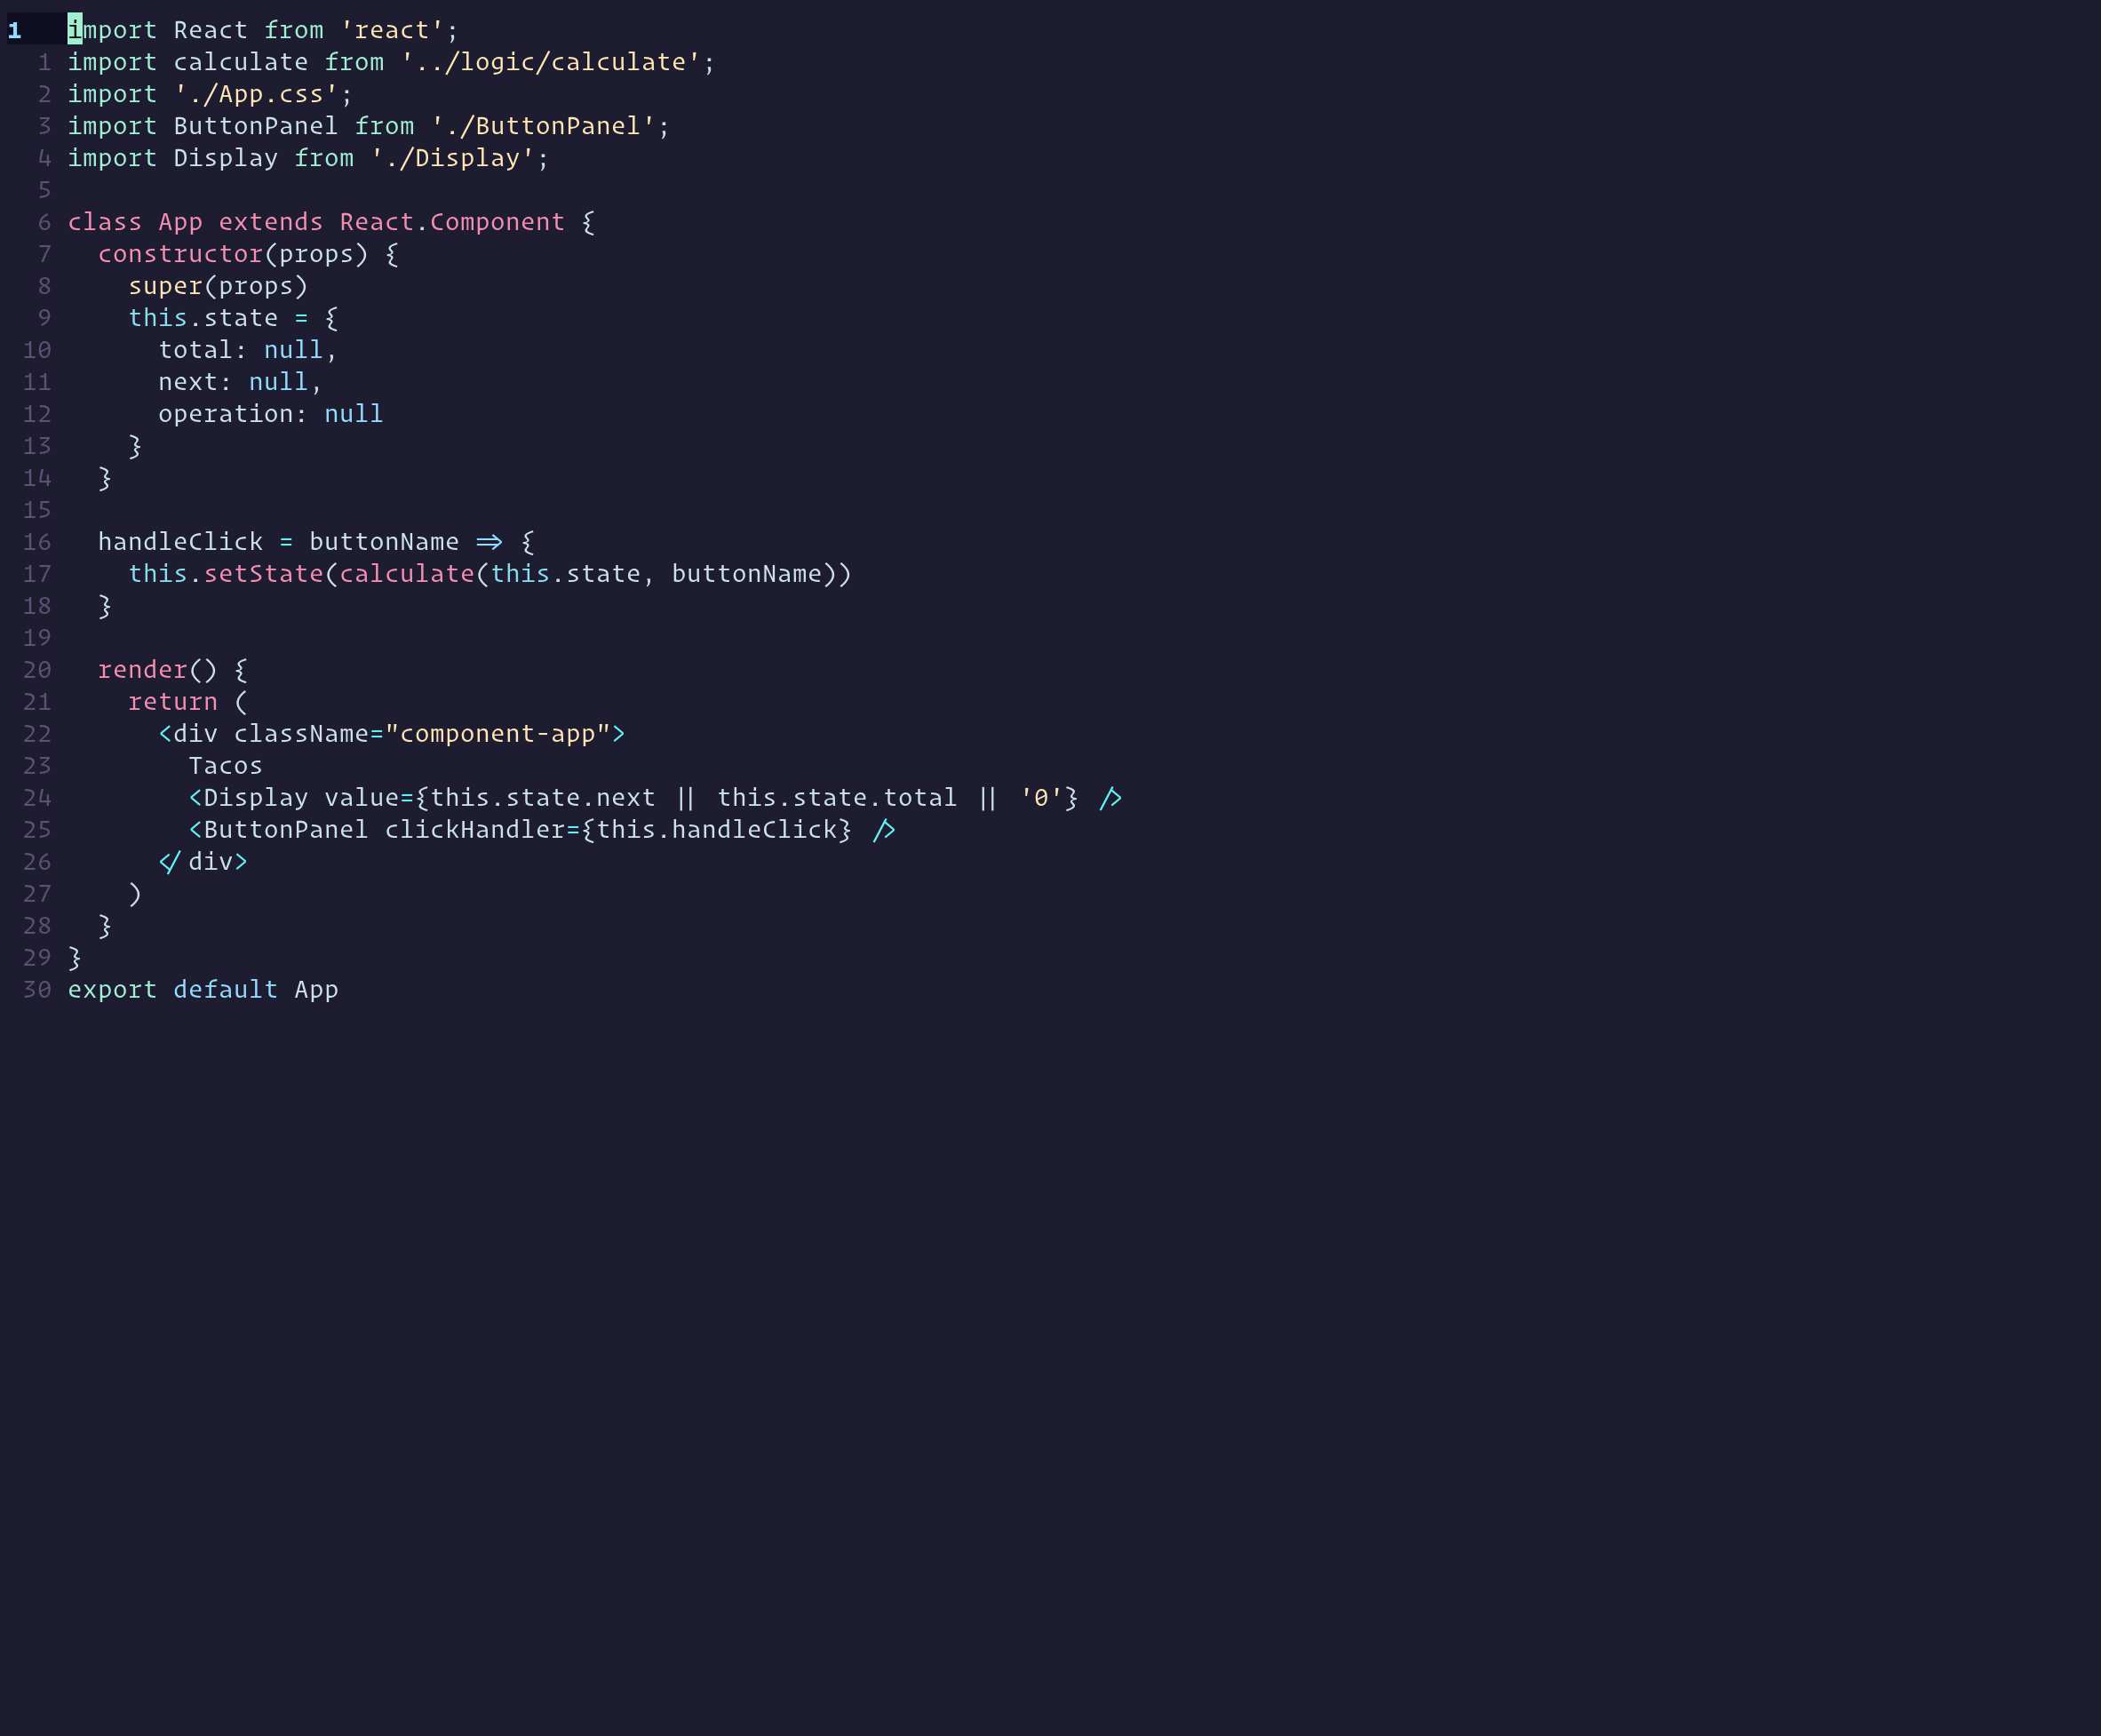 1   import React from 'react';
  1 import calculate from '../logic/calculate';
  2 import './App.css';
  3 import ButtonPanel from './ButtonPanel';
  4 import Display from './Display';
  5
  6 class App extends React.Component {
  7   constructor(props) {
  8     super(props)
  9     this.state = {
 10       total: null,
 11       next: null,
 12       operation: null
 13     }
 14   }
 15
 16   handleClick = buttonName => {
 17     this.setState(calculate(this.state, buttonName))
 18   }
 19
 20   render() {
 21     return (
 22       <div className="component-app">
 23         Tacos
 24         <Display value={this.state.next || this.state.total || '0'} />
 25         <ButtonPanel clickHandler={this.handleClick} />
 26       </div>
 27     )
 28   }
 29 }
 30 export default App